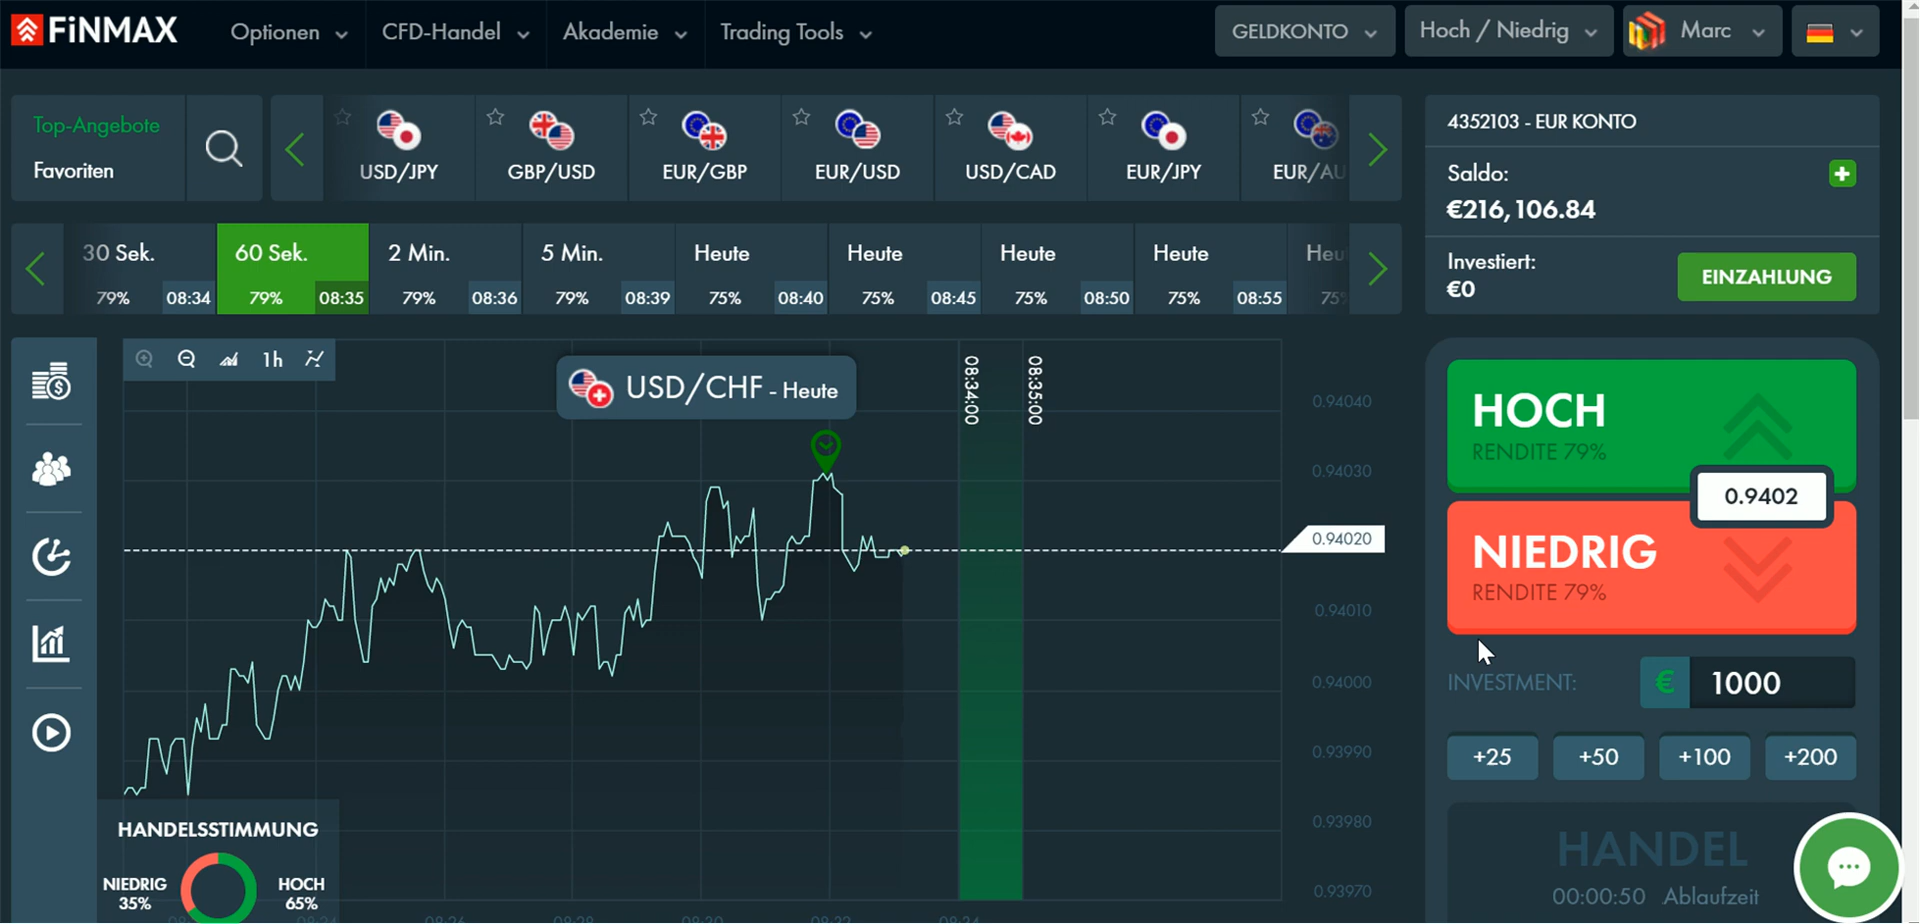 FiNMAX
Optionen
CFD-Handel
Akademie
Trading Tools
GELDKONTO
Hoch / Niedrig
Marc
Top-Angebote
Favoriten
USD/JPY
GBP/USD
EUR/GBP
EUR/USD
USD/CAD
EUR/JPY
EUR/AU
4352103 - EUR KONTO
Saldo:
€216,106.84
Investiert:
€0
EINZAHLUNG
30 Sek.
79% 08:34
60 Sek.
79% 08:35
2 Min.
79% 08:36
5 Min.
79% 08:39
Heute
75% 08:40
Heute
75% 08:45
Heute
75% 08:50
Heute
75% 08:55
Heu
75%
1h
USD/CHF - Heute
08:34:00
08:35:00
0.94040
0.94030
0.94020
0.94010
0.94000
0.93990
0.93980
0.93970
HOCH
RENDITE 79%
0.9402
NIEDRIG
RENDITE 79%
INVESTMENT:
€ 1000
+25
+50
+100
+200
HANDEL
00:00:50 Ablaufzeit
HANDELSSTIMMUNG
NIEDRIG
35%
HOCH
65%